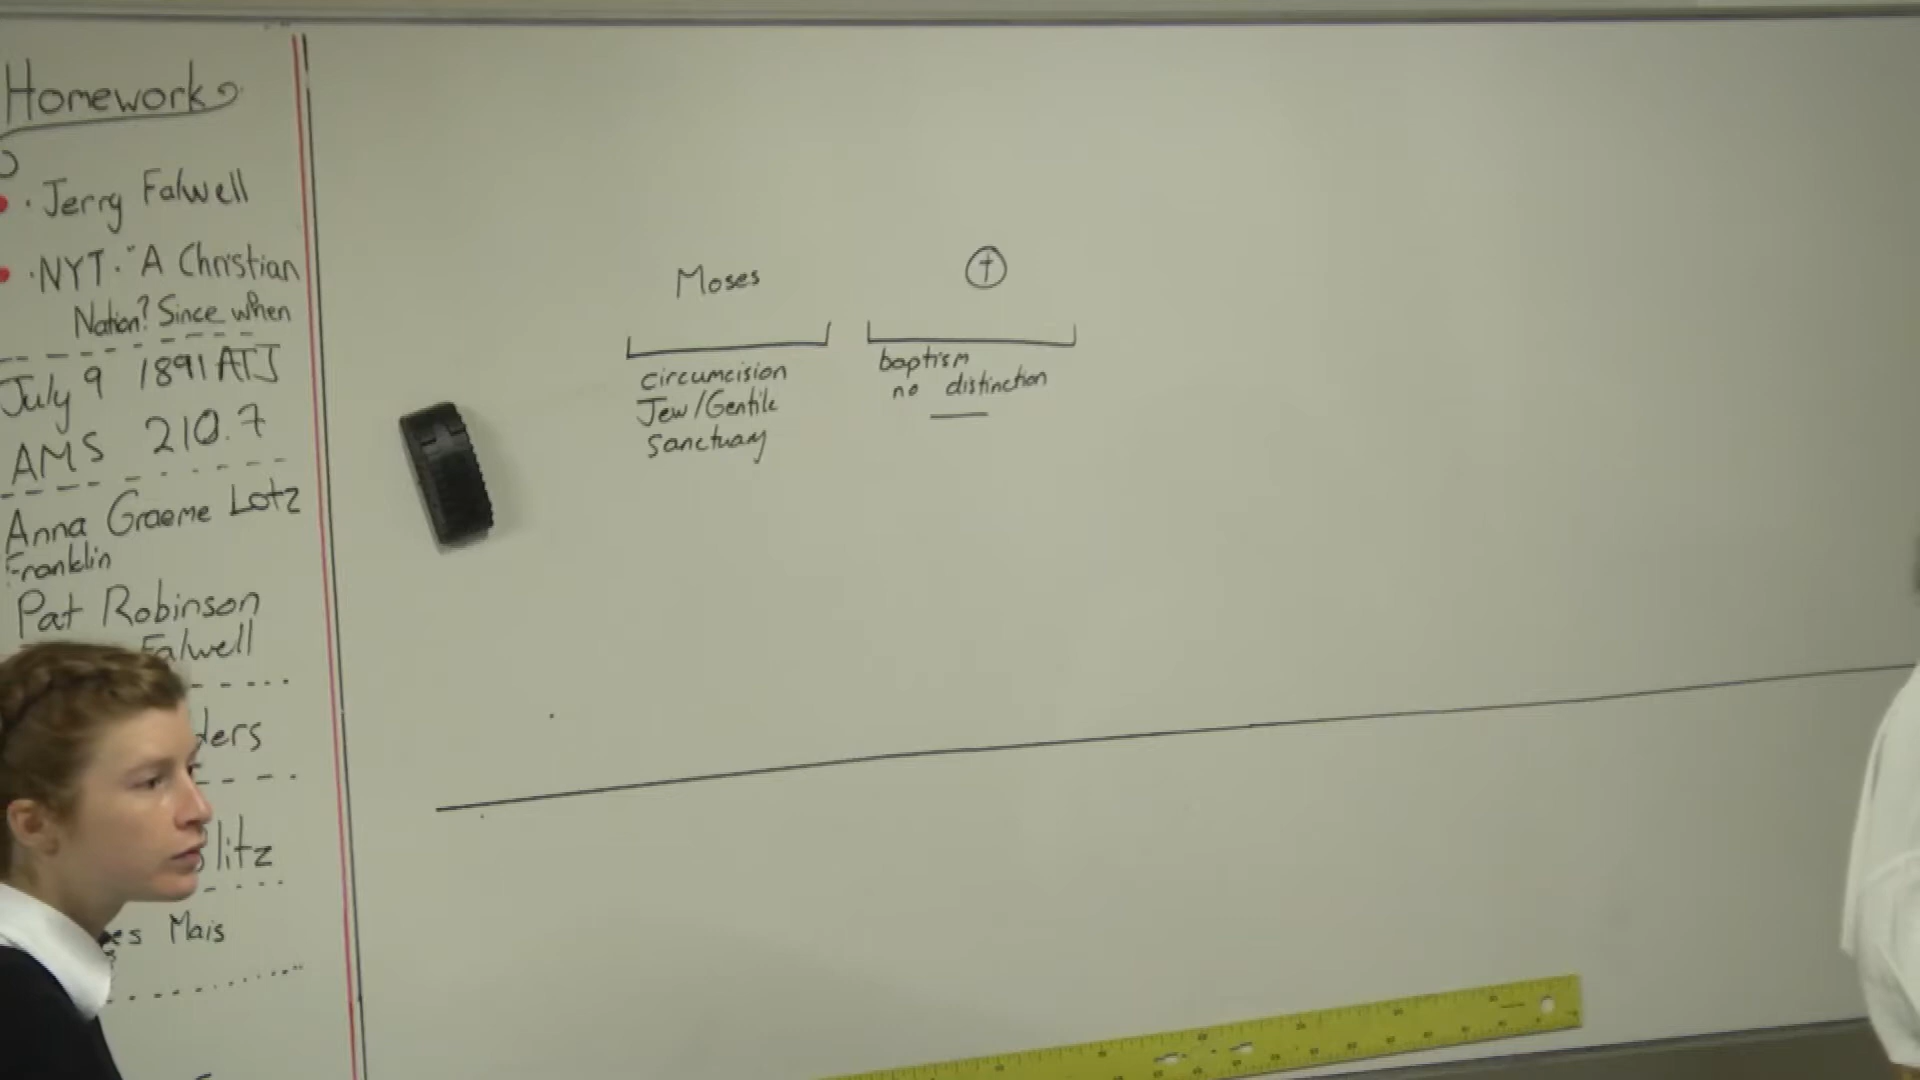 Homework
· Jerry Falwell
· NYT. "A Christian
Nation? Since when
July 9 1891 ATJ
AMS 210.7
Anna Graeme Lotz
Franklin
Pat Robinson
Falwell
ders
litz
es Mais
Moses
circumcision
Jew/Gentile
Sanctuary
baptism
no distinction